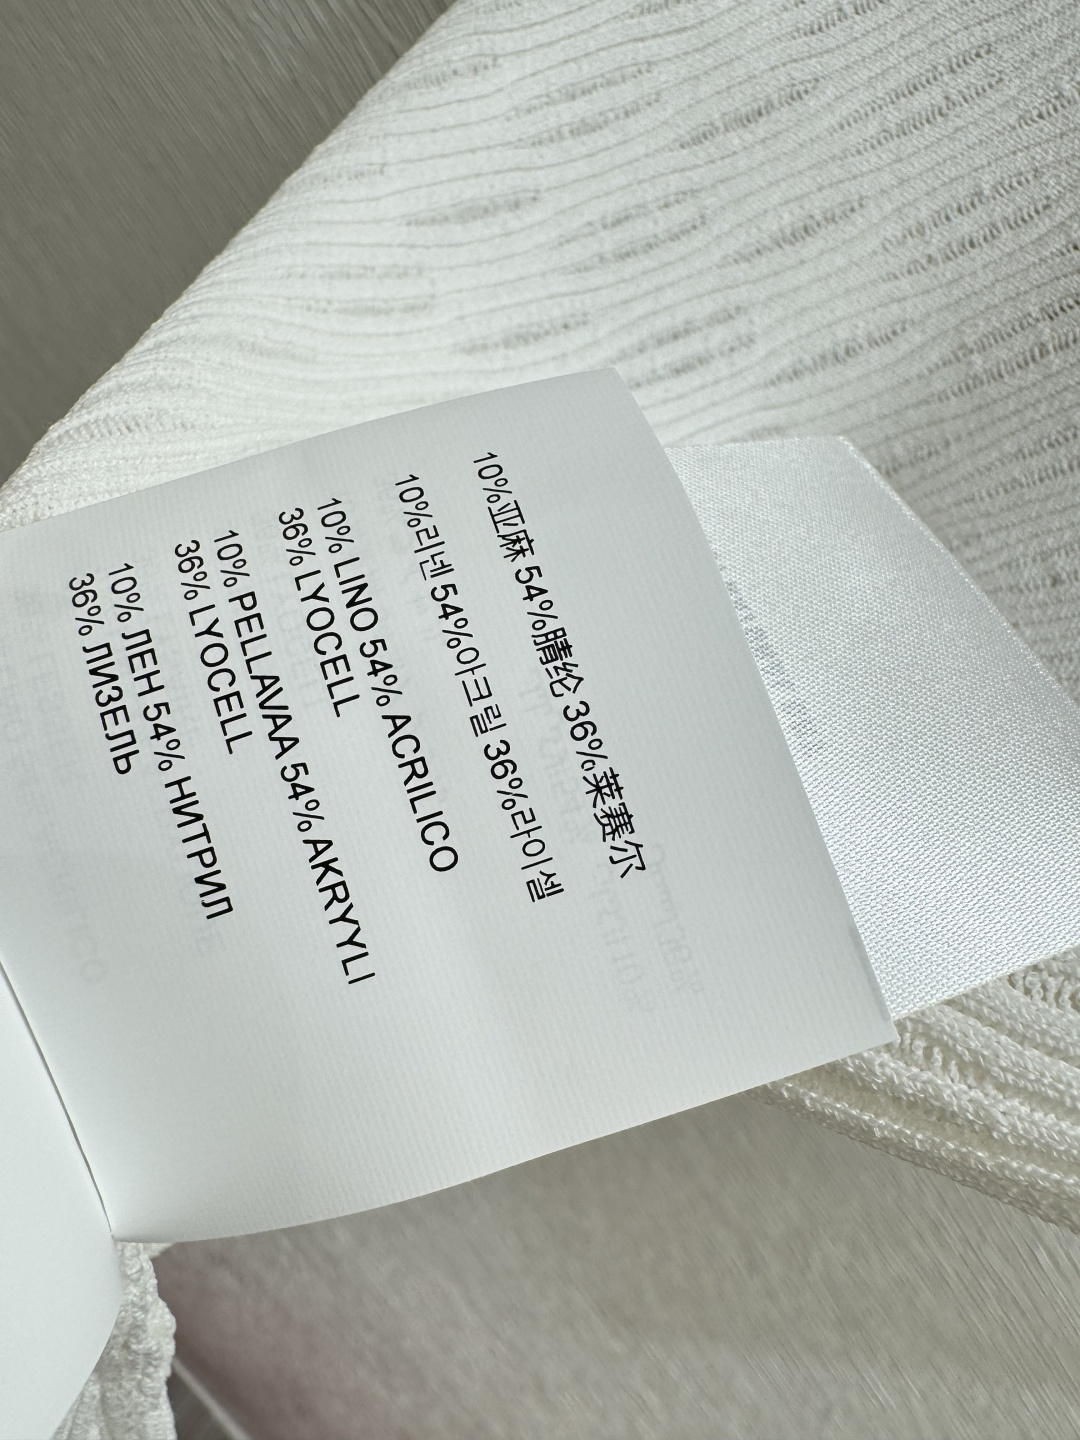 10%亚麻 54%腈纶 36%莱赛尔
10%리넨 54%아크릴 36%라이셀
10% LINO 54% ACRILICO
36% LYOCELL
10% PELLAVAA 54% AKRYYLI
36% LYOCELL
10% ЛЕН 54% НИТРИЛ
36% ЛИЗЕЛЬ